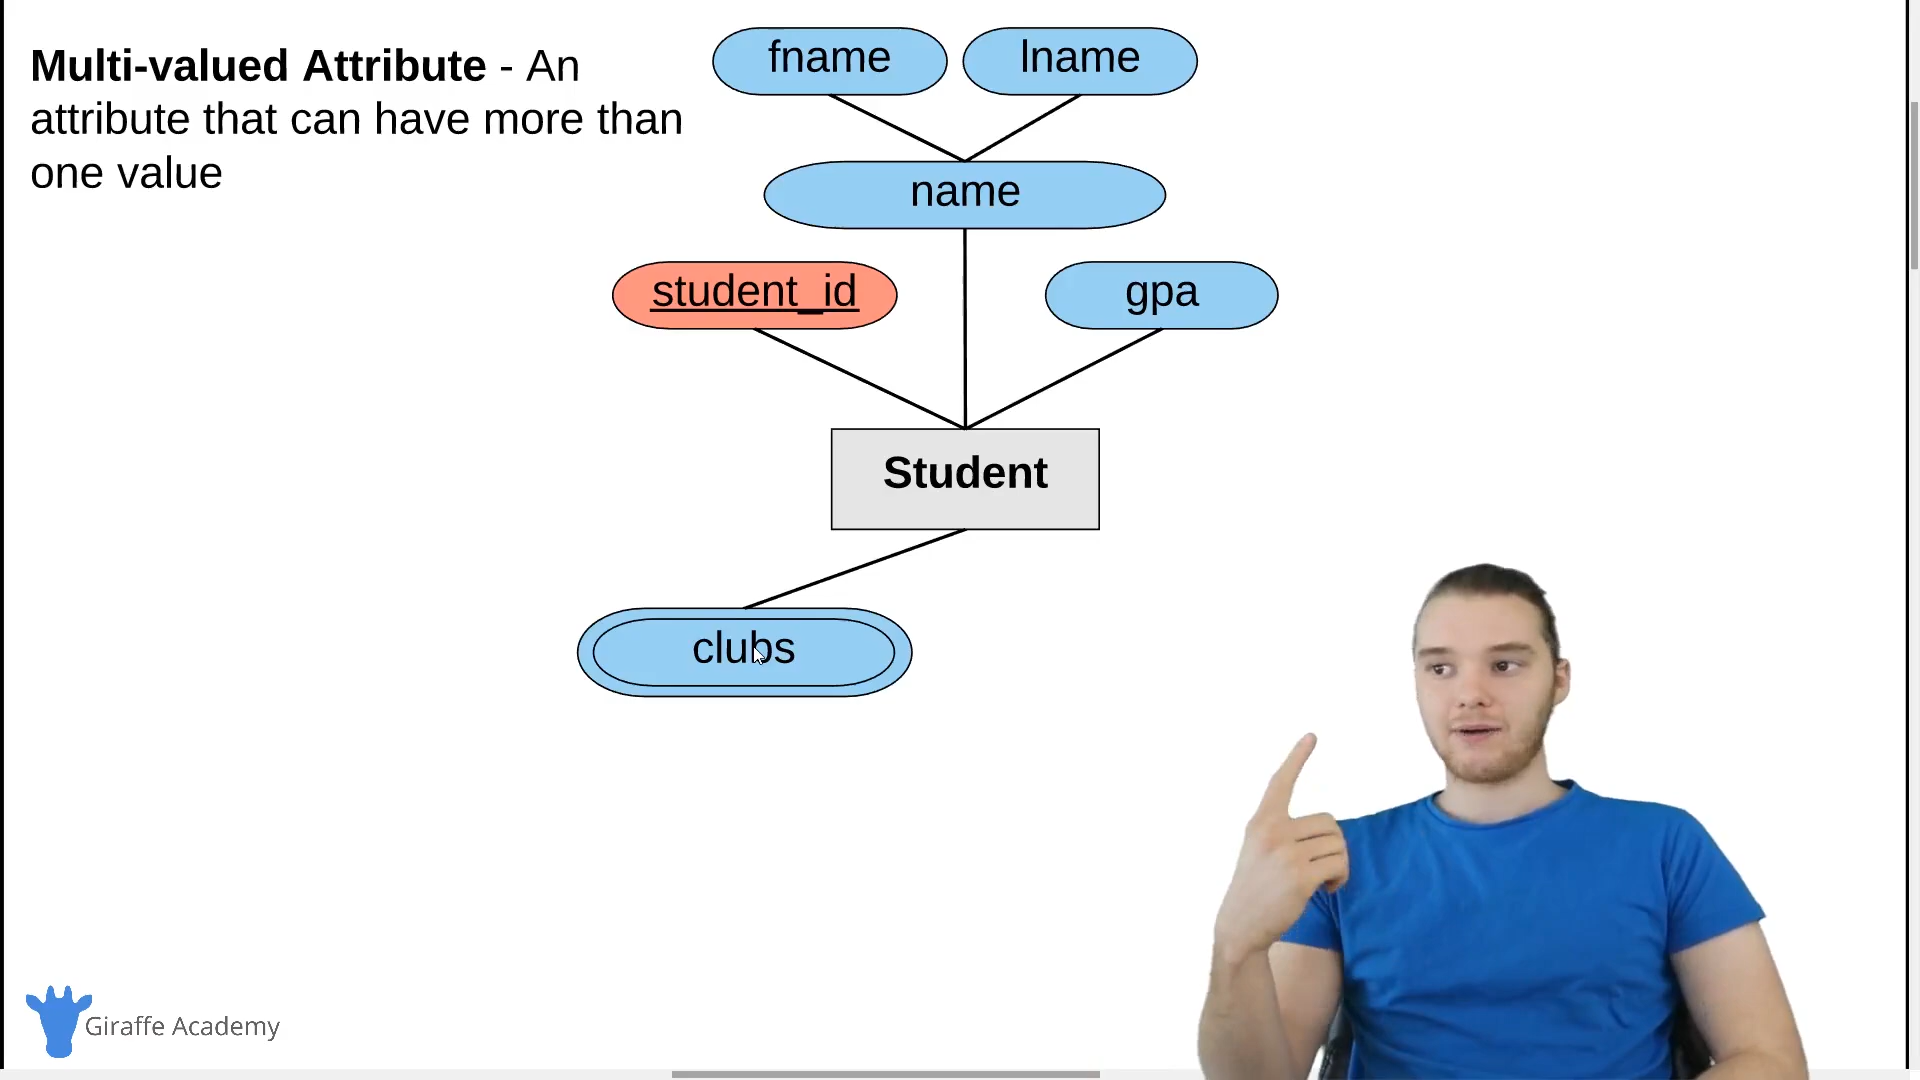 Multi-valued Attribute - An
attribute that can have more than
one value
fname
lname
name
student_id
gpa
Student
clubs
Giraffe Academy